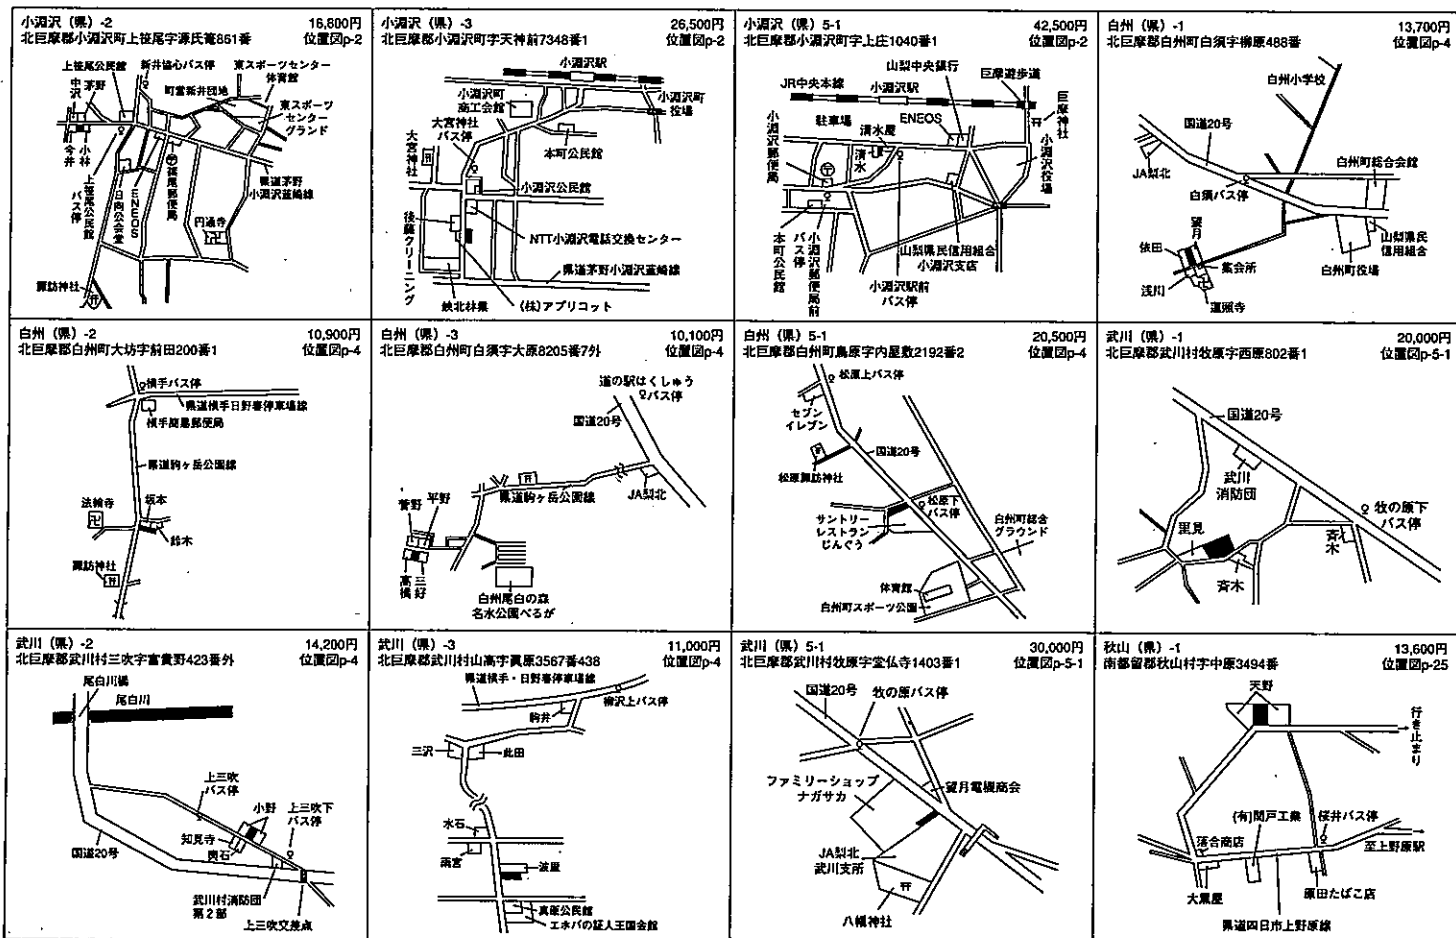 小淵沢（県）-2
16,800円
北巨摩郡小淵沢町上笹尾字源氏篭861番
位置図p-2
上笹尾公民館
新井協心バス停
東スポーツセンター
体育館
中沢
茅野
町営新井団地
東スポーツ
センター
グランド
今井
小林
上笹尾公民館
バス停
日向公会堂
ENEOS
笹尾郵便局
県道茅野
小淵沢韮崎線
円通寺
諏訪神社
小淵沢（県）-3
26,500円
北巨摩郡小淵沢町字天神前7348番1
位置図p-2
小淵沢駅
小淵沢町
商工会館
小淵沢町
役場
大宮神社
バス停
大宮神社
本町公民館
小淵沢公民館
後藤クリーニング
NTT小淵沢電話交換センター
県道茅野小淵沢韮崎線
峡北林業
(株)アプリコット
小淵沢（県）5-1
42,500円
北巨摩郡小淵沢町字上庄1040番1
位置図p-2
山梨中央銀行
巨摩遊歩道
JR中央本線
小淵沢駅
巨摩神社
駐車場
ENEOS
小淵沢郵便局
清水屋
清水
小淵沢役場
本町公民館
小淵沢郵便局前
バス停
山梨県民信用組合
小淵沢支店
小淵沢駅前
バス停
白州（県）-1
13,700円
北巨摩郡白州町白須字柳原488番
位置図p-4
白州小学校
国道20号
JA梨北
白州町総合会館
白須バス停
望月
依田
集会所
山梨県民
信用組合
白州町役場
浅川
蓮照寺
白州（県）-2
10,900円
北巨摩郡白州町大坊字前田200番1
位置図p-4
横手バス停
県道横手日野春停車場線
横手簡易郵便局
県道駒ヶ岳公園線
法輪寺
坂本
鈴木
諏訪神社
白州（県）-3
10,100円
北巨摩郡白州町白須字大原8205番7外
位置図p-4
道の駅はくしゅう
バス停
国道20号
県道駒ヶ岳公園線
JA梨北
菅野
平野
高橋
三好
白州尾白の森
名水公園べるが
白州（県）5-1
20,500円
北巨摩郡白州町鳥原字内屋敷2192番2
位置図p-4
松原上バス停
セブン
イレブン
国道20号
松原諏訪神社
松原下
バス停
サントリー
レストラン
じんぐう
白州町総合
グラウンド
体育館
白州町スポーツ公園
武川（県）-1
20,000円
北巨摩郡武川村牧原字西原802番1
位置図p-5-1
国道20号
武川
消防団
牧の原下
バス停
里見
斉木
斉木
武川（県）-2
14,200円
北巨摩郡武川村三吹字富貴野423番外
位置図p-4
尾白川橋
尾白川
上三吹
バス停
小野
上三吹下
バス停
知見寺
国道20号
武川村消防団
第2部
上三吹交差点
武川（県）-3
11,000円
北巨摩郡武川村山高字真原3567番438
位置図p-4
県道横手・日野春停車場線
柳沢上バス停
駒井
三沢
此田
水石
雨宮
渡屋
真原公民館
エホバの証人王国会館
武川（県）5-1
30,000円
北巨摩郡武川村牧原字堂仏寺1403番1
位置図p-5-1
国道20号
牧の原バス停
ファミリーショップ
ナガサカ
望月電機商会
JA梨北
武川支所
八幡神社
秋山（県）-1
13,600円
南都留郡秋山村字中原3494番
位置図p-25
天野
行き止まり
(有)関戸工業
桜井バス停
落合商店
至上野原駅
大黒屋
原田たばこ店
県道四日市上野原線